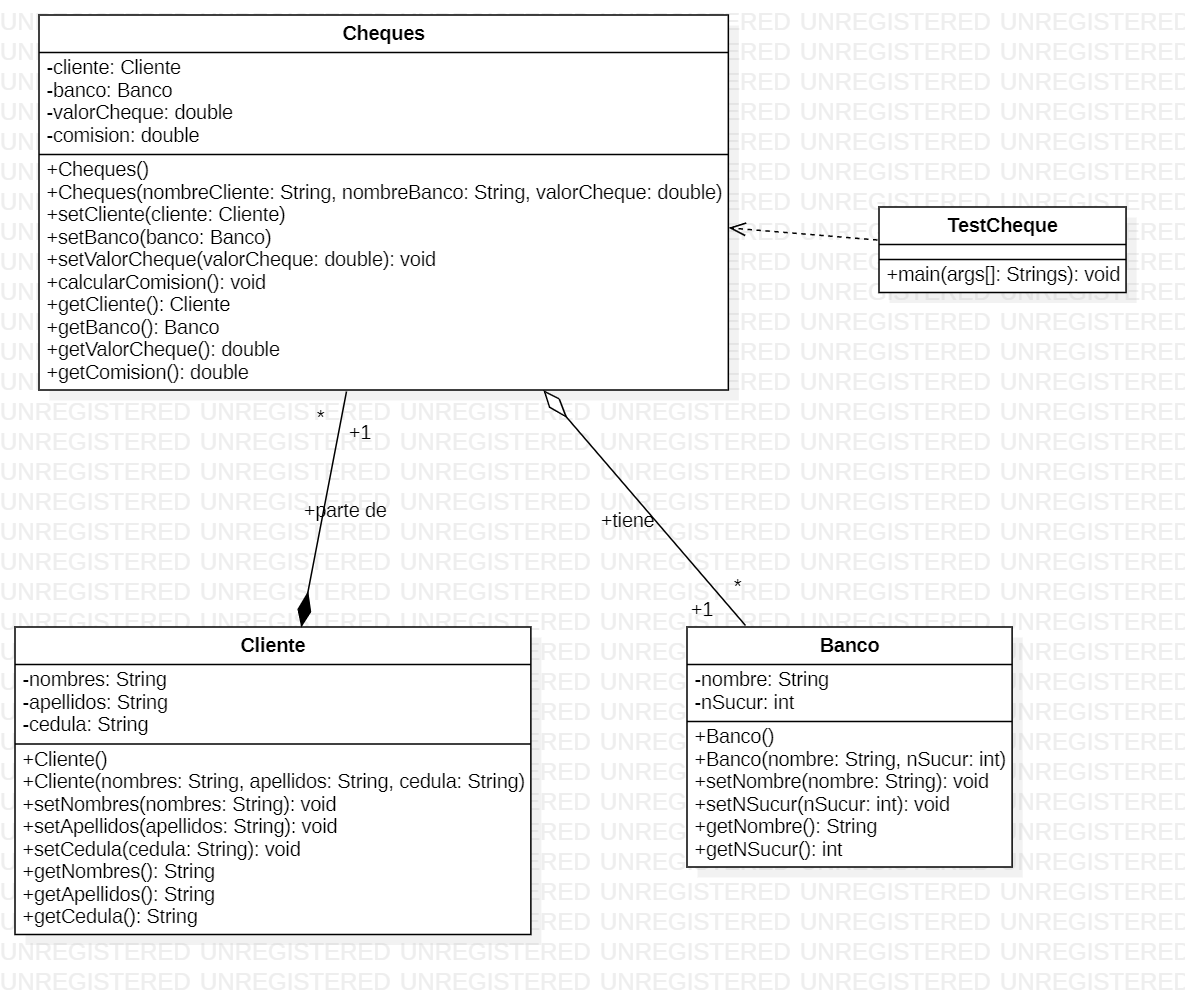 Cheques
-cliente: Cliente
-banco: Banco
-valorCheque: double
-comision: double
+Cheques()
+Cheques(nombreCliente: String, nombreBanco: String, valorCheque: double)
+setCliente(cliente: Cliente)
+setBanco(banco: Banco)
+setValorCheque(valorCheque: double): void
+calcularComision(): void
+getCliente(): Cliente
+getBanco(): Banco
+getValorCheque(): double
+getComision(): double
TestCheque
+main(args[]: Strings): void
*
+1
+parte de
+tiene
*
+1
Cliente
-nombres: String
-apellidos: String
-cedula: String
+Cliente()
+Cliente(nombres: String, apellidos: String, cedula: String)
+setNombres(nombres: String): void
+setApellidos(apellidos: String): void
+setCedula(cedula: String): void
+getNombres(): String
+getApellidos(): String
+getCedula(): String
Banco
-nombre: String
-nSucur: int
+Banco()
+Banco(nombre: String, nSucur: int)
+setNombre(nombre: String): void
+setNSucur(nSucur: int): void
+getNombre(): String
+getNSucur(): int
UNREGISTERED